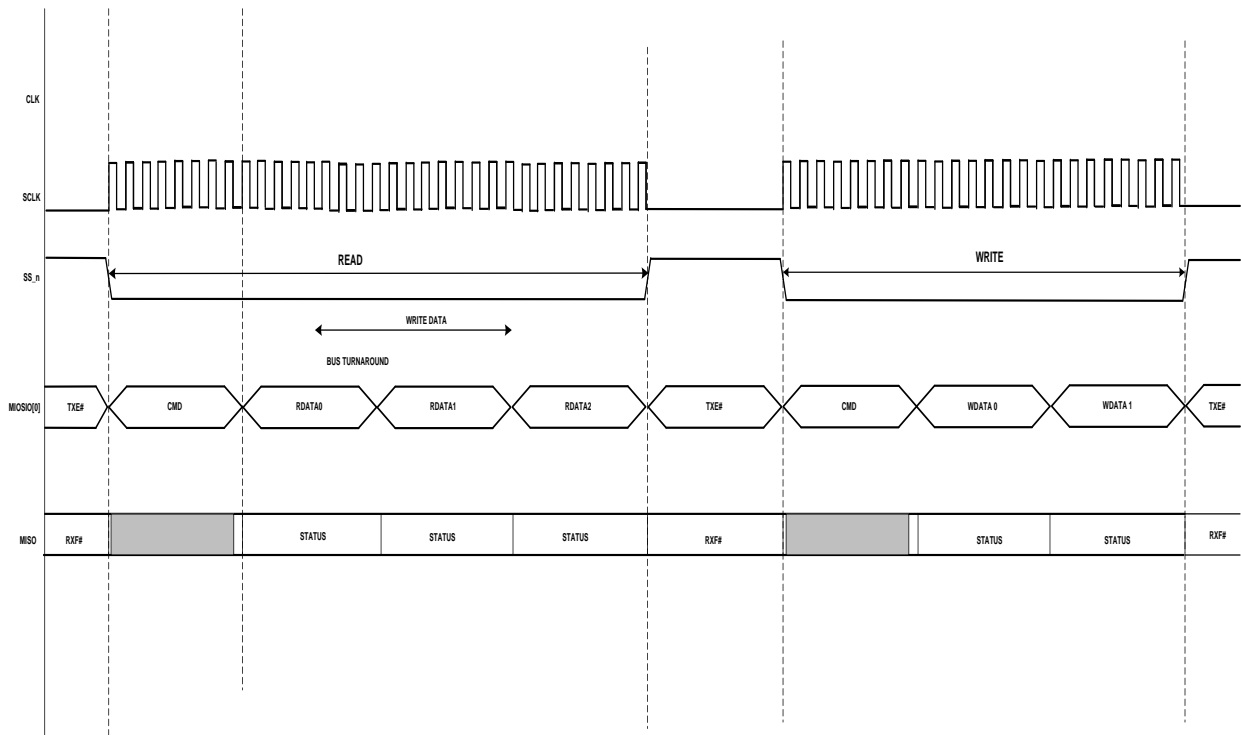 CLK
SCLK
READ
WRITE
SS_n
WRITE DATA
BUS TURNAROUND
MIOSIO[0] TXE# CMD RDATA0 RDATA1 RDATA2 TXE# CMD WDATA 0 WDATA 1 TXE#
MISO RXF# STATUS STATUS STATUS RXF# STATUS STATUS RXF#